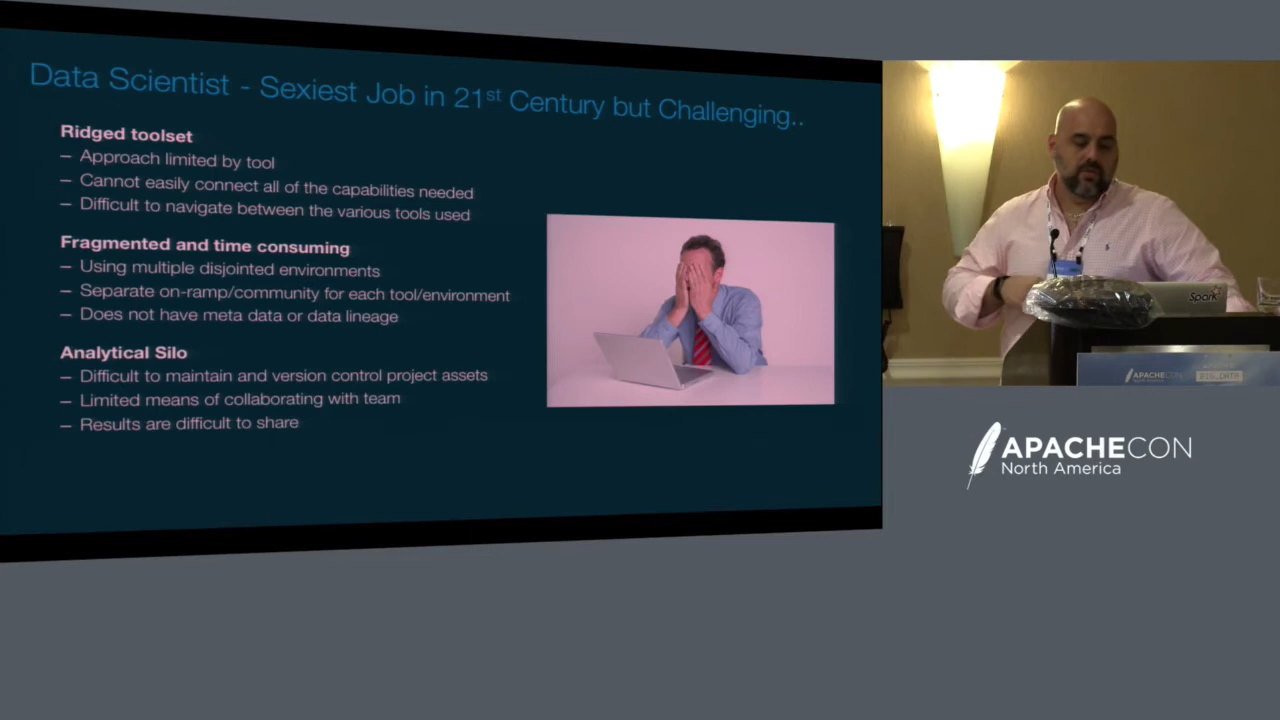 Data Scientist - Sexiest Job in 21st Century but Challenging..
Ridged toolset
– Approach limited by tool
– Cannot easily connect all of the capabilities needed
– Difficult to navigate between the various tools used
Fragmented and time consuming
– Using multiple disjointed environments
– Separate on-ramp/community for each tool/environment
– Does not have meta data or data lineage
Analytical Silo
– Difficult to maintain and version control project assets
– Limited means of collaborating with team
– Results are difficult to share
Spark
APACHECON
BIG_DATA
APACHECON
North America